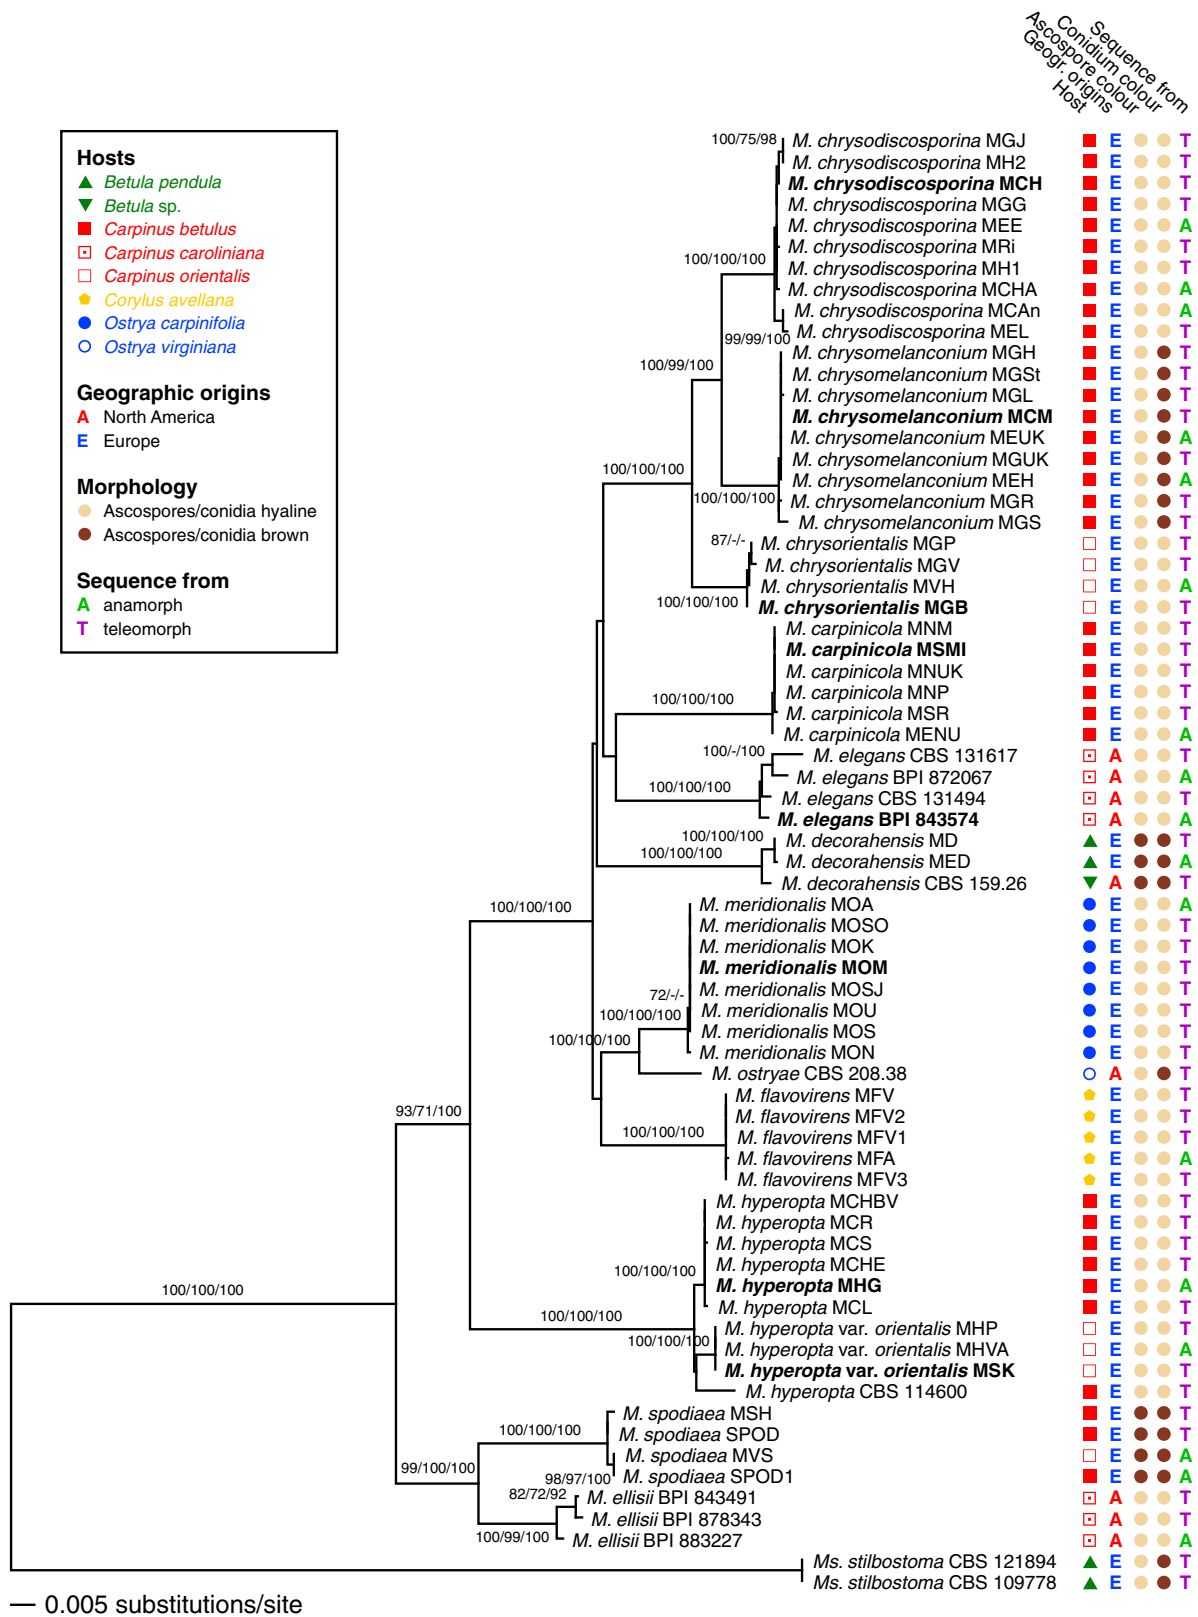 Sequence from
Conidium colour
Ascospore colour
Geogr. origins
Host
Hosts
Betula pendula
Betula sp.
Carpinus betulus
Carpinus caroliniana
Carpinus orientalis
Corylus avellana
Ostrya carpinifolia
Ostrya virginiana
Geographic origins
A North America
E Europe
Morphology
Ascospores/conidia hyaline
Ascospores/conidia brown
Sequence from
A anamorph
T teleomorph
100/75/98 M. chrysodiscosporina MGJ E T
M. chrysodiscosporina MH2 E T
M. chrysodiscosporina MCH E T
M. chrysodiscosporina MGG E T
M. chrysodiscosporina MEE E A
M. chrysodiscosporina MRi E T
100/100/100 M. chrysodiscosporina MH1 E T
M. chrysodiscosporina MCHA E A
M. chrysodiscosporina MCAn E A
M. chrysodiscosporina MEL E T
99/99/100
M. chrysomelanconium MGH E T
100/99/100 M. chrysomelanconium MGSt E T
M. chrysomelanconium MGL E T
M. chrysomelanconium MCM E T
M. chrysomelanconium MEUK E A
100/100/100 M. chrysomelanconium MGUK E T
M. chrysomelanconium MEH E A
100/100/100 M. chrysomelanconium MGR E T
M. chrysomelanconium MGS E T
87/-/- M. chrysorientalis MGP E T
M. chrysorientalis MGV E T
M. chrysorientalis MVH E A
100/100/100 M. chrysorientalis MGB E T
M. carpinicola MNM E T
M. carpinicola MSMI E T
M. carpinicola MNUK E T
M. carpinicola MNP E T
100/100/100 M. carpinicola MSR E T
M. carpinicola MENU E A
100/-/100 M. elegans CBS 131617 A T
M. elegans BPI 872067 A A
100/100/100 M. elegans CBS 131494 A T
M. elegans BPI 843574 A A
100/100/100 M. decorahensis MD E T
100/100/100 M. decorahensis MED E A
M. decorahensis CBS 159.26 A T
100/100/100 M. meridionalis MOA E A
M. meridionalis MOSO E T
M. meridionalis MOK E T
M. meridionalis MOM E T
M. meridionalis MOSJ E T
72/-/- M. meridionalis MOU E T
100/100/100 M. meridionalis MOS E T
100/100/100 M. meridionalis MON E T
M. ostryae CBS 208.38 A T
M. flavovirens MFV E T
93/71/100 M. flavovirens MFV2 E T
100/100/100 M. flavovirens MFV1 E T
M. flavovirens MFA E A
M. flavovirens MFV3 E T
M. hyperopta MCHBV E T
M. hyperopta MCR E T
M. hyperopta MCS E T
M. hyperopta MCHE E T
100/100/100 M. hyperopta MHG E A
100/100/100 M. hyperopta MCL E T
100/100/100 M. hyperopta var. orientalis MHP E T
100/100/100 M. hyperopta var. orientalis MHVA E A
M. hyperopta var. orientalis MSK E T
M. hyperopta CBS 114600 E T
M. spodiaea MSH E T
100/100/100 M. spodiaea SPOD E T
M. spodiaea MVS E A
99/100/100 98/97/100 M. spodiaea SPOD1 E A
82/72/92 M. ellisii BPI 843491 A T
M. ellisii BPI 878343 A T
100/99/100 M. ellisii BPI 883227 A A
Ms. stilbostoma CBS 121894 E T
Ms. stilbostoma CBS 109778 E T
0.005 substitutions/site